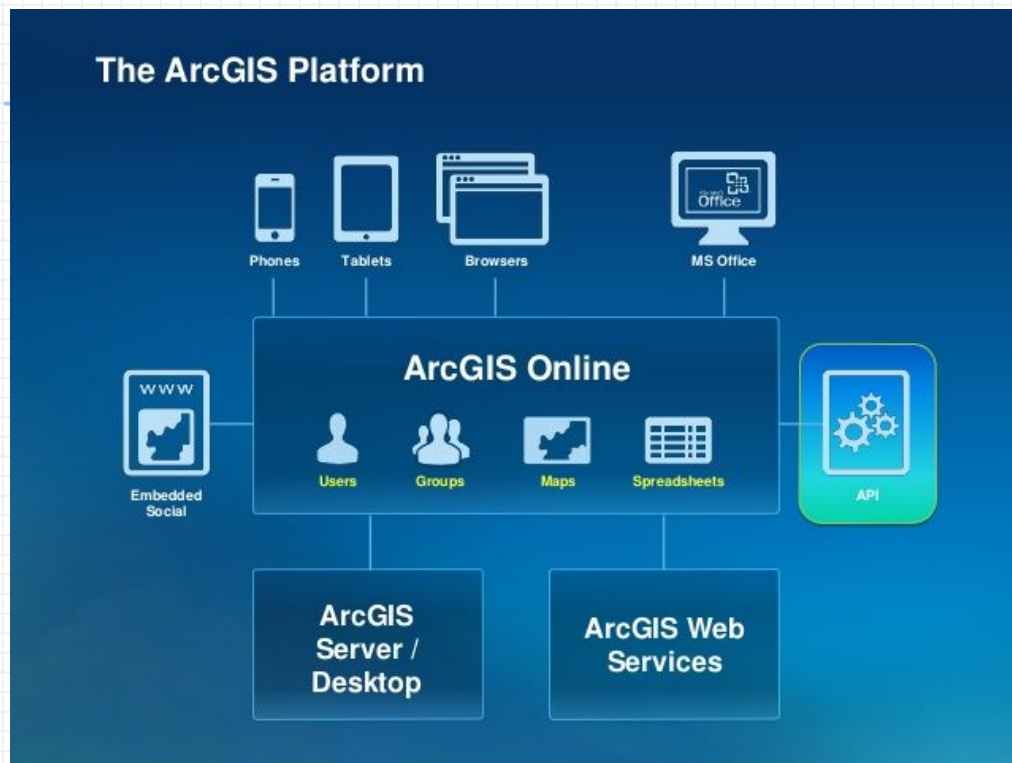 The ArcGIS Platform
Office
Phones
Tablets
Browsers
MS Office
ArcGIS Online
WWW
Users
Groups
Maps
Spreadsheets
Embedded
Social
API
ArcGIS
Server /
Desktop
ArcGIS Web
Services